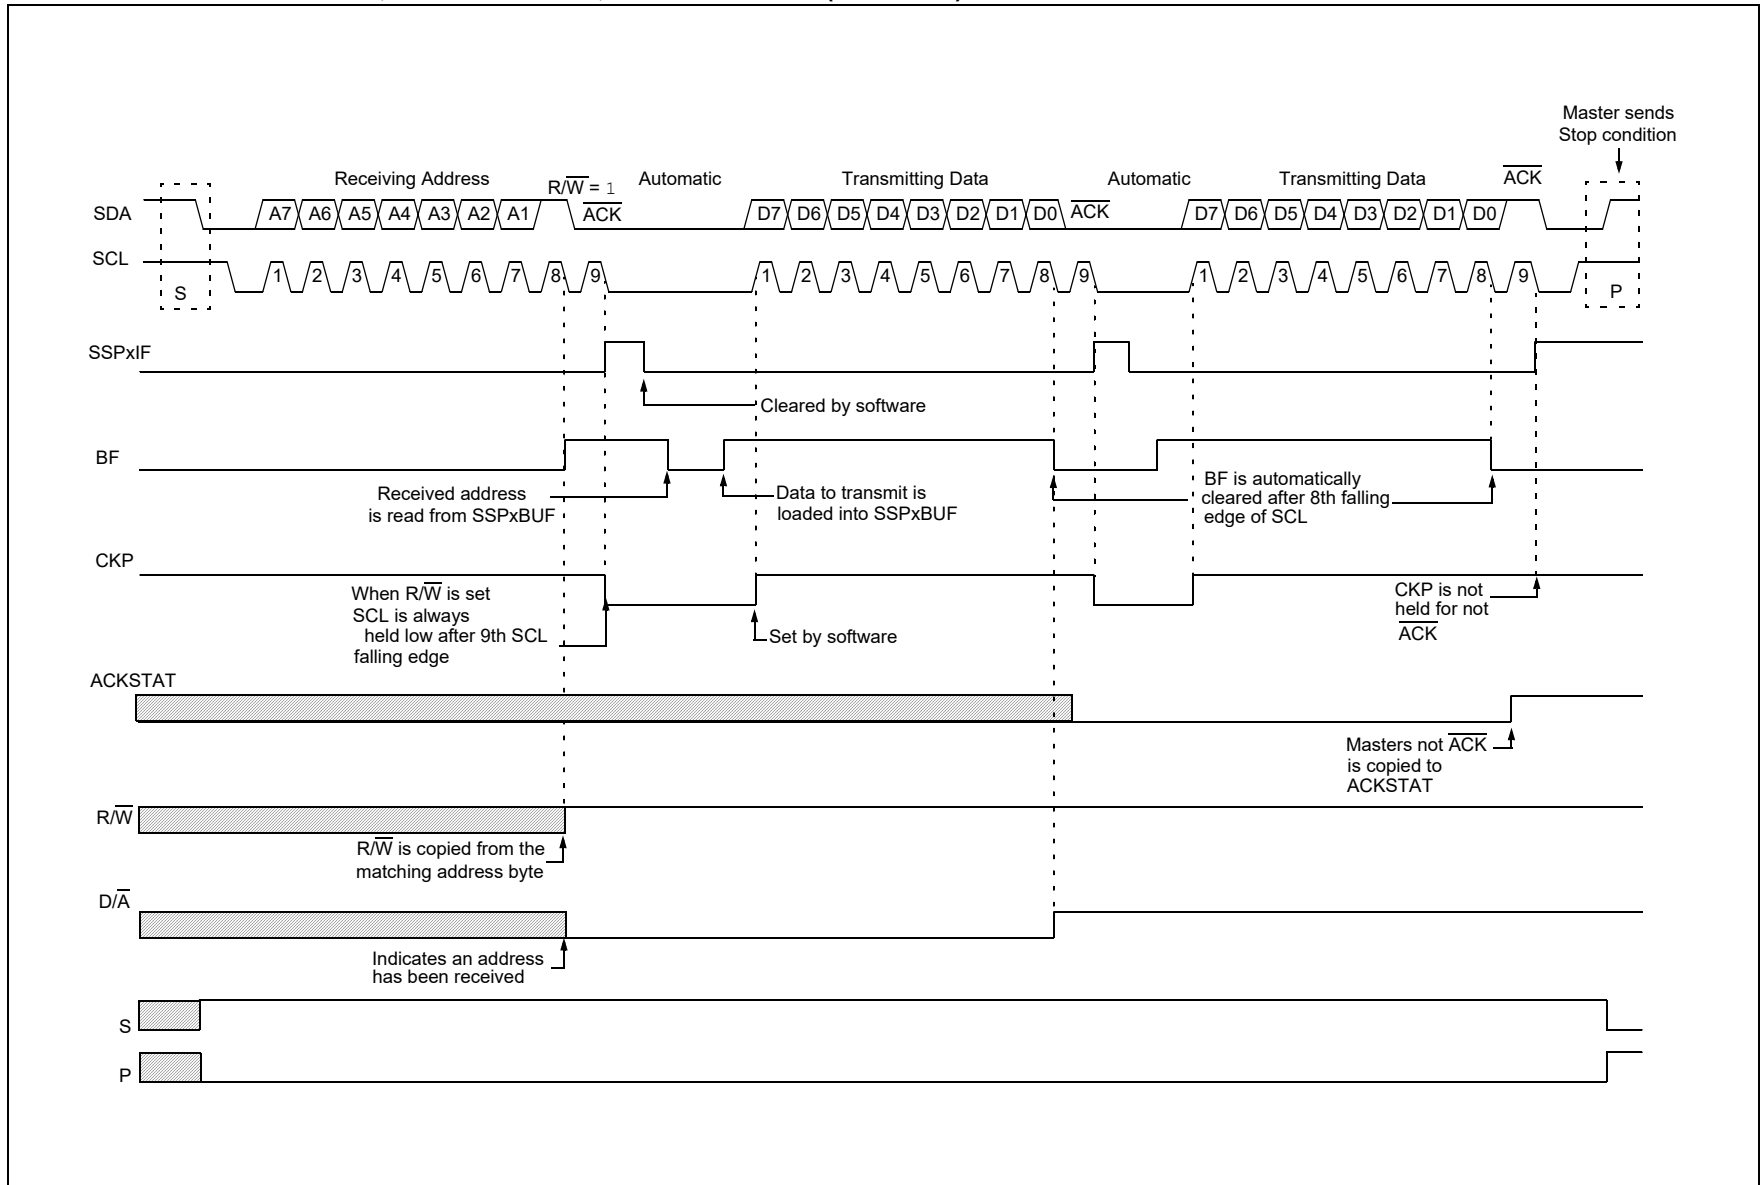 Master sends
Stop condition
Receiving Address
R/W̅ = 1
Automatic
Transmitting Data
Automatic
Transmitting Data
A̅C̅K̅
SDA
A7 A6 A5 A4 A3 A2 A1
A̅C̅K̅
D7 D6 D5 D4 D3 D2 D1 D0
A̅C̅K̅
D7 D6 D5 D4 D3 D2 D1 D0
SCL
1 2 3 4 5 6 7 8 9
1 2 3 4 5 6 7 8 9
1 2 3 4 5 6 7 8 9
S
P
SSPxIF
Cleared by software
BF
Received address
is read from SSPxBUF
Data to transmit is
loaded into SSPxBUF
BF is automatically
cleared after 8th falling
edge of SCL
CKP
When R/W̅ is set
SCL is always
held low after 9th SCL
falling edge
Set by software
CKP is not
held for not
A̅C̅K̅
ACKSTAT
Masters not A̅C̅K̅
is copied to
ACKSTAT
R/W̅
R/W̅ is copied from the
matching address byte
D/A̅
Indicates an address
has been received
S
P